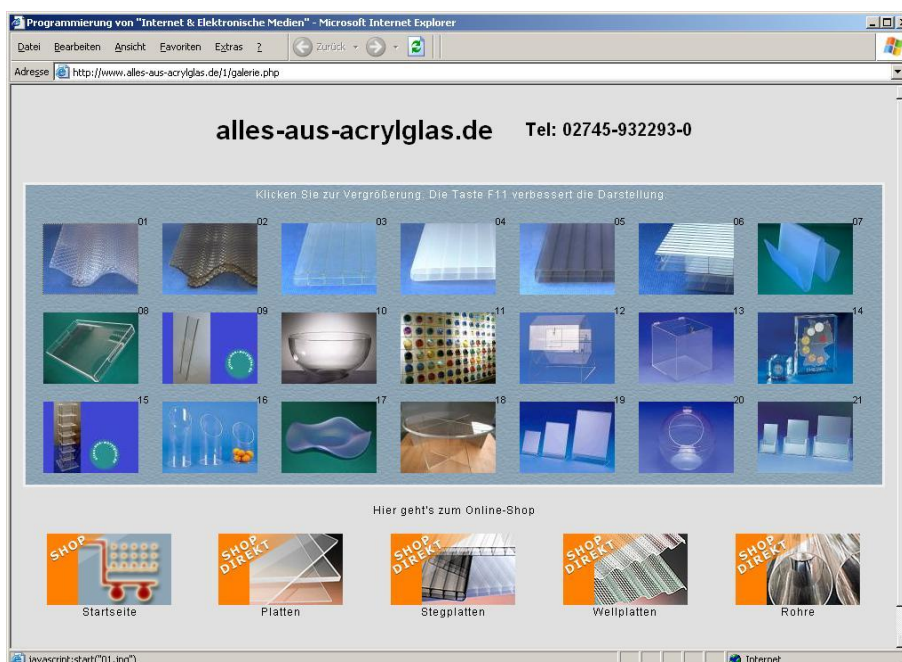 Programmierung von "Internet & Elektronische Medien" - Microsoft Internet Explorer
Datei Bearbeiten Ansicht Favoriten Extras ?
Zurück
Adresse http://www.alles-aus-acrylglas.de/1/galerie.php
alles-aus-acrylglas.de Tel: 02745-932293-0
Klicken Sie zur Vergrößerung. Die Taste F11 verbessert die Darstellung
01 02 03 04 05 06 07
08 09 10 11 12 13 14
15 16 17 18 19 20 21
Hier geht's zum Online-Shop
SHOP
SHOP DIREKT
SHOP DIREKT
SHOP DIREKT
SHOP DIREKT
Startseite Platten Stegplatten Wellplatten Rohre
javascript:start("01.jpg") Internet